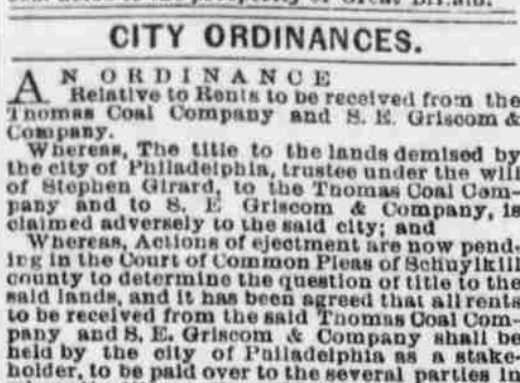 CITY ORDINANCES.
AN ORDINANCE
Relative to Rents to be received from the
Thomas Coal Company and S. E. Griscom &
Company.
Whereas, The title to the lands demised by
the city of Philadelphia, trustee under the will
of Stephen Girard, to the Thomas Coal Com-
pany and to S. E Griscom & Company, is
claimed adversely to the said city; and
Whereas, Actions of ejectment are now pend-
ing in the Court of Common Pleas of Schuylkill
county to determine the question of title to the
said lands, and it has been agreed that all rents
to be received from the said Thomas Coal Com-
pany and S. E. Griscom & Company shall be
held by the city of Philadelphia as a stake-
holder, to be paid over to the several parties in